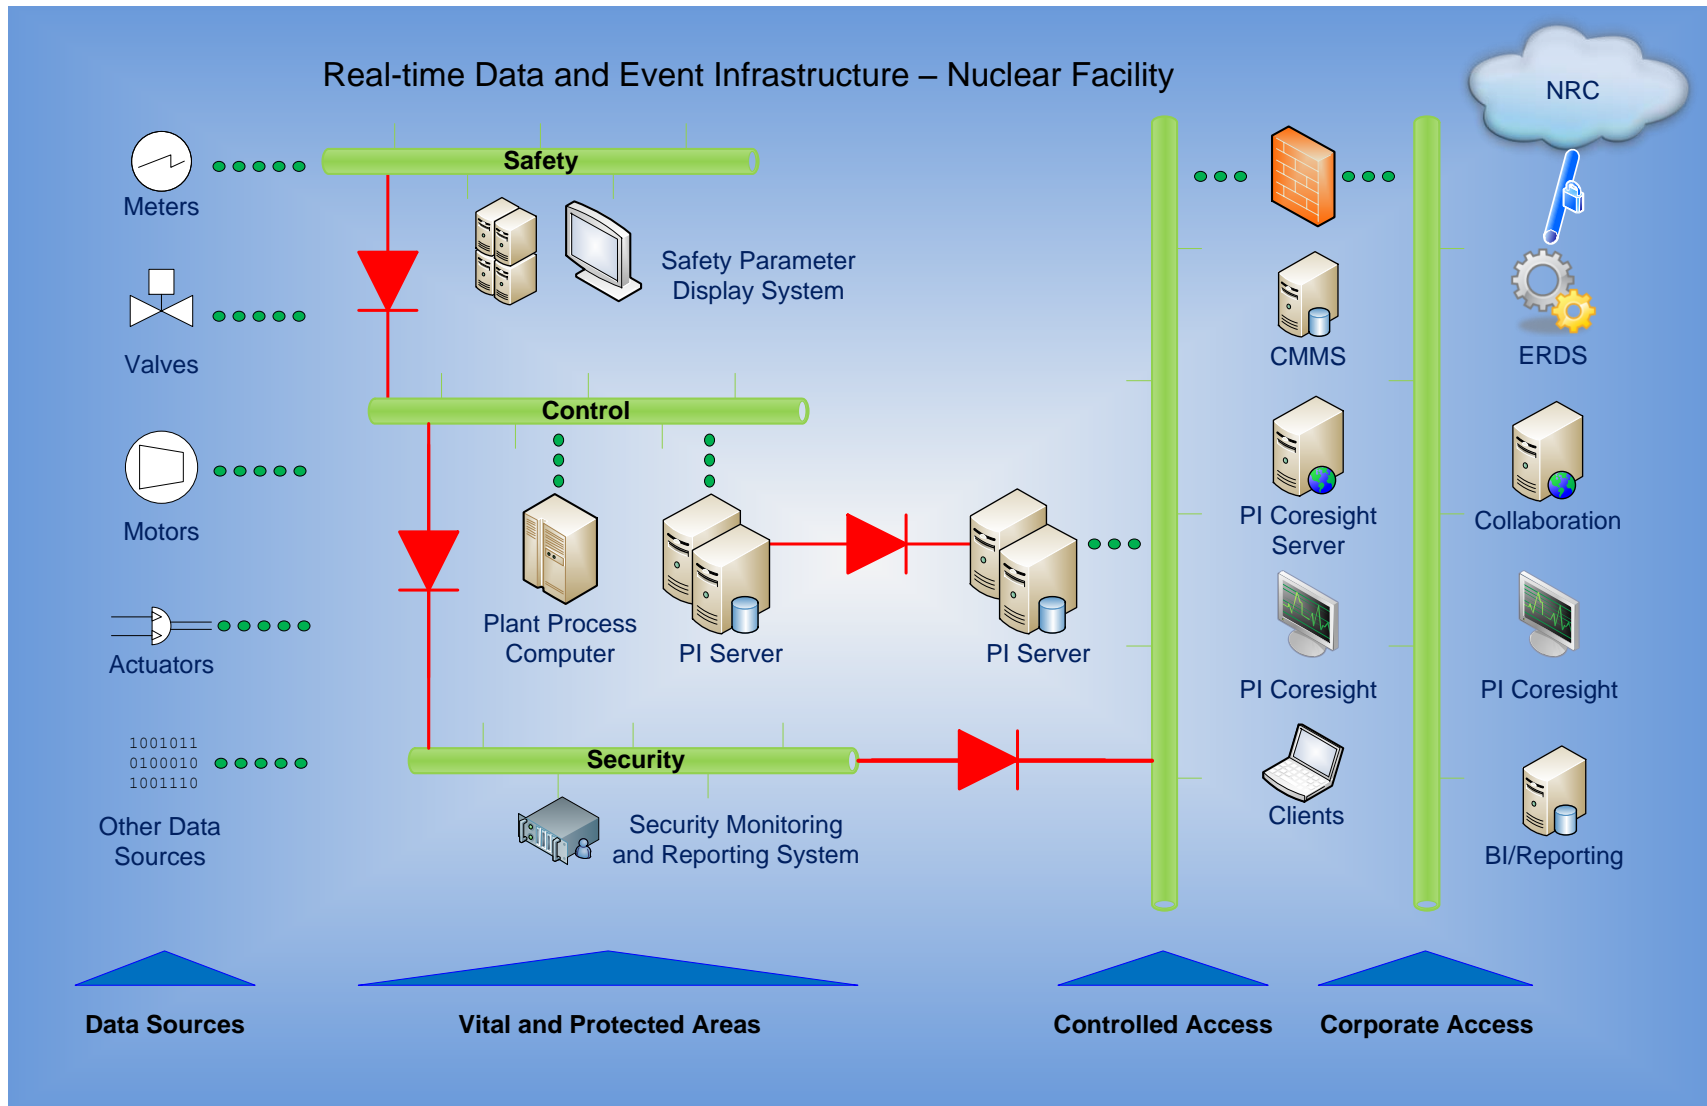 Real-time Data and Event Infrastructure – Nuclear Facility
NRC
Safety
Meters
Safety Parameter
Display System
Valves
CMMS
ERDS
Control
Motors
PI Coresight
Server
Collaboration
Plant Process
Computer
PI Server
PI Server
Actuators
PI Coresight
PI Coresight
1001011
0100010
1001110
Security
Other Data
Sources
Security Monitoring
and Reporting System
Clients
BI/Reporting
Data Sources
Vital and Protected Areas
Controlled Access
Corporate Access